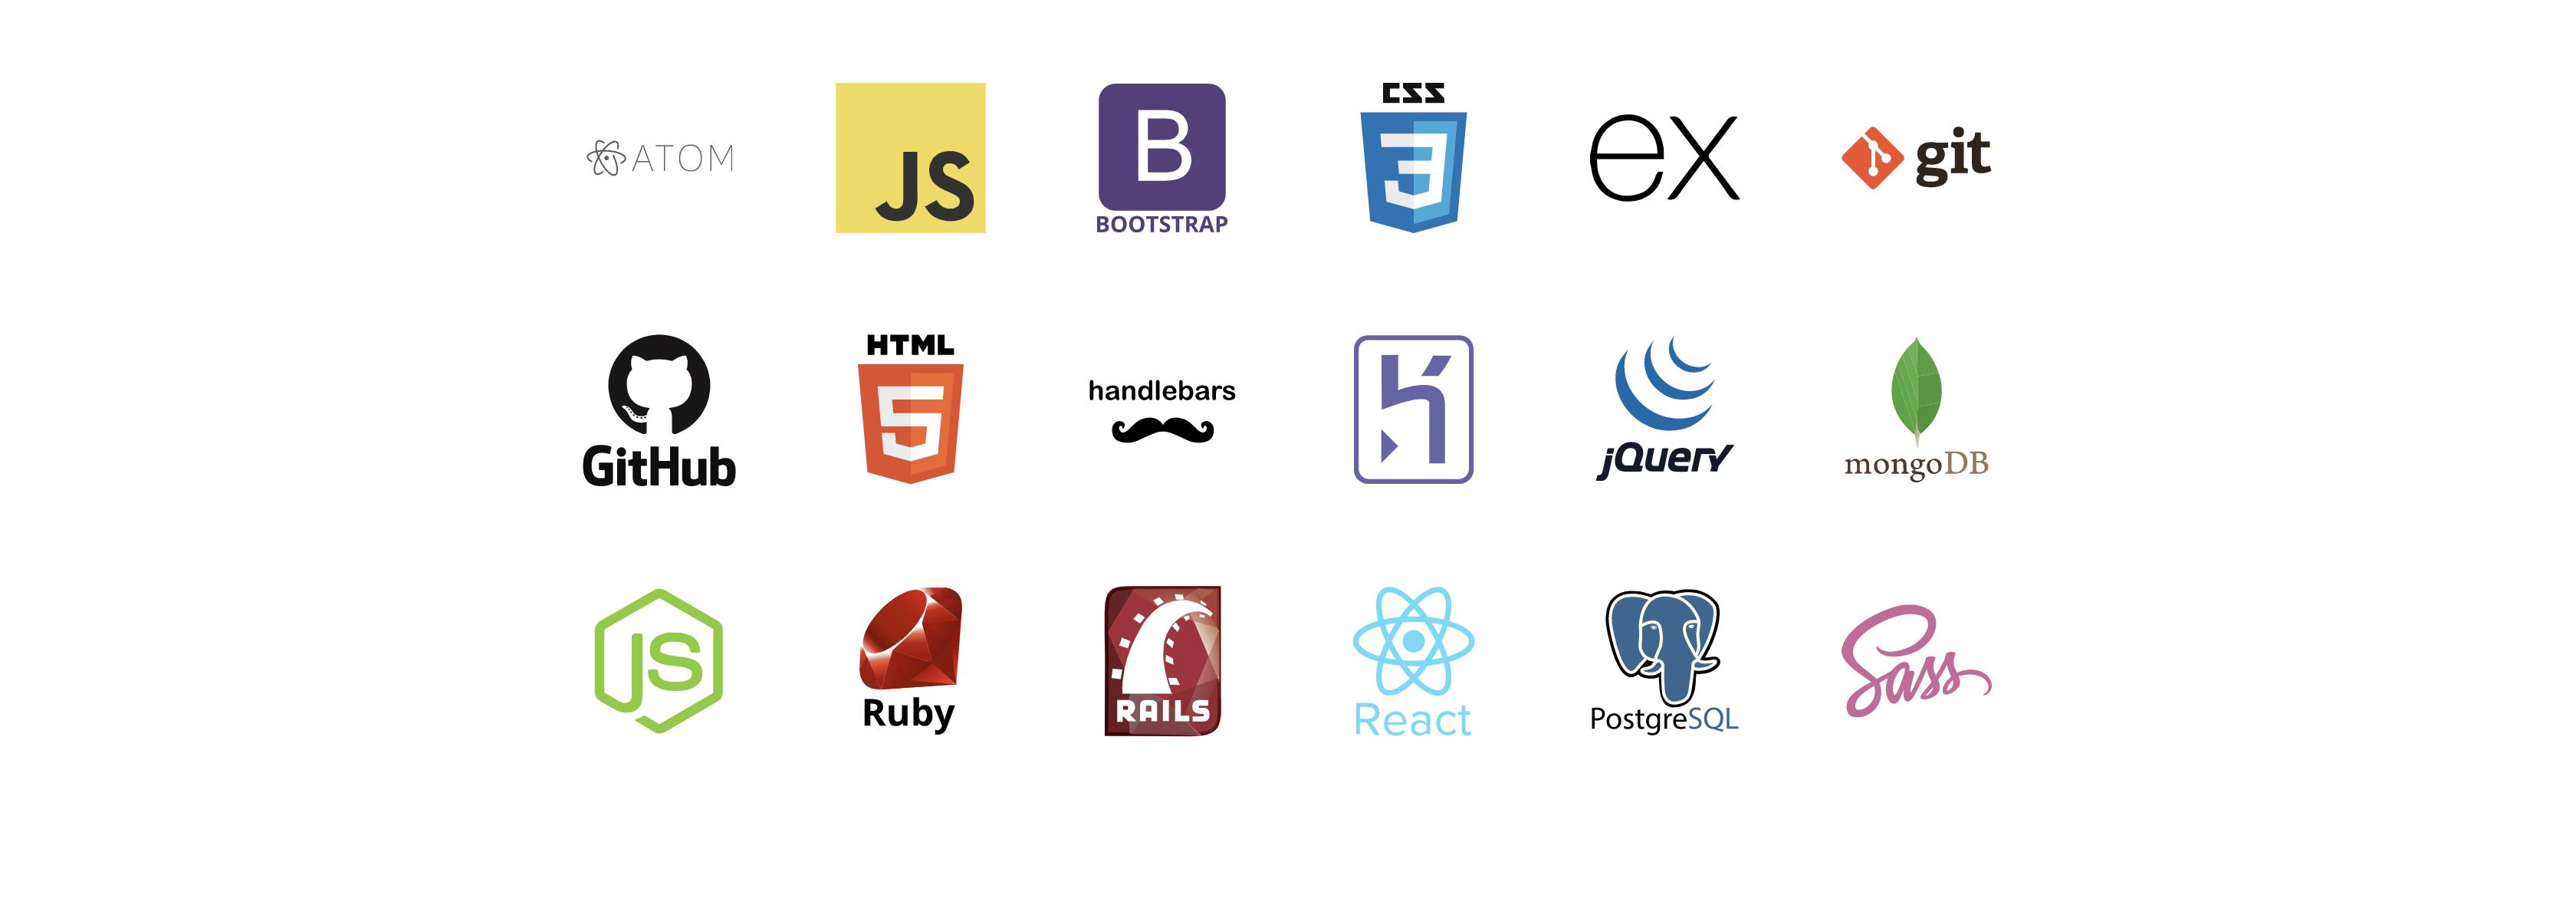 ATOM
JS
B
BOOTSTRAP
CSS
3
ex
git
GitHub
HTML
5
handlebars
jQuery
mongoDB
JS
Ruby
RAILS
React
PostgreSQL
Sass